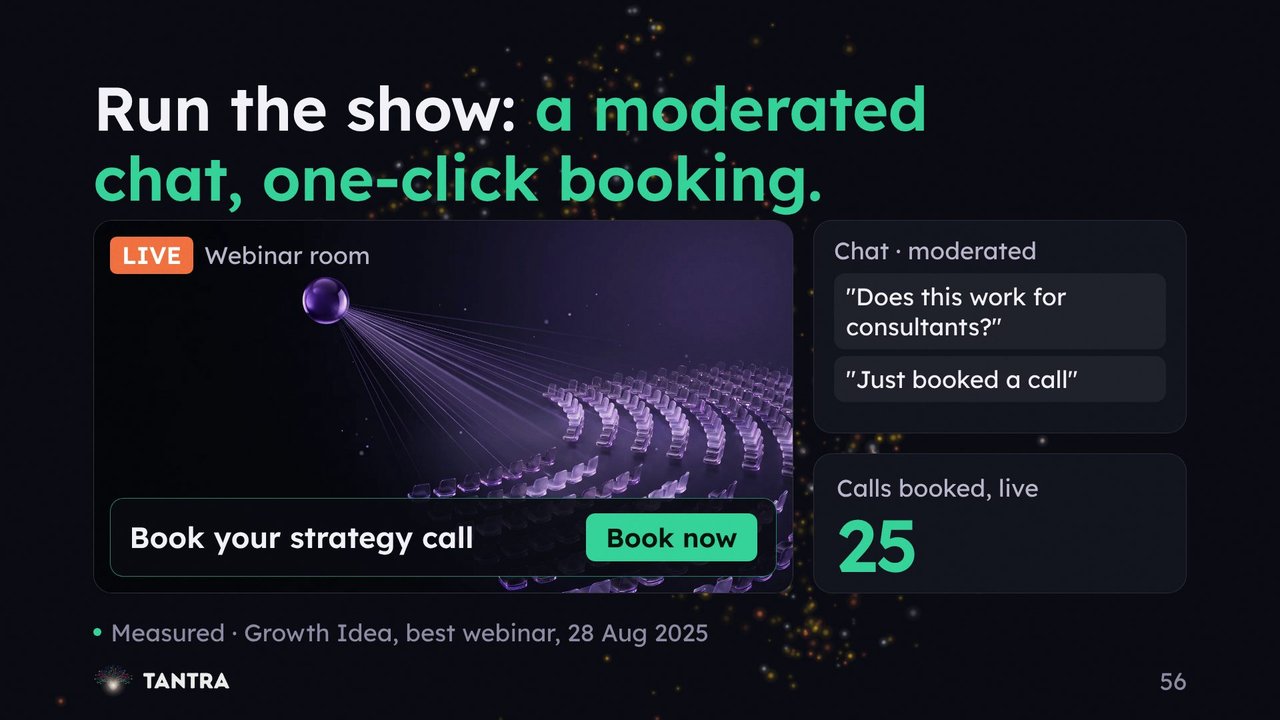 Run the show: a moderated
chat, one-click booking.
LIVE Webinar room
Book your strategy call
Book now
Chat · moderated
"Does this work for
consultants?"
"Just booked a call"
Calls booked, live
25
Measured · Growth Idea, best webinar, 28 Aug 2025
TANTRA
56